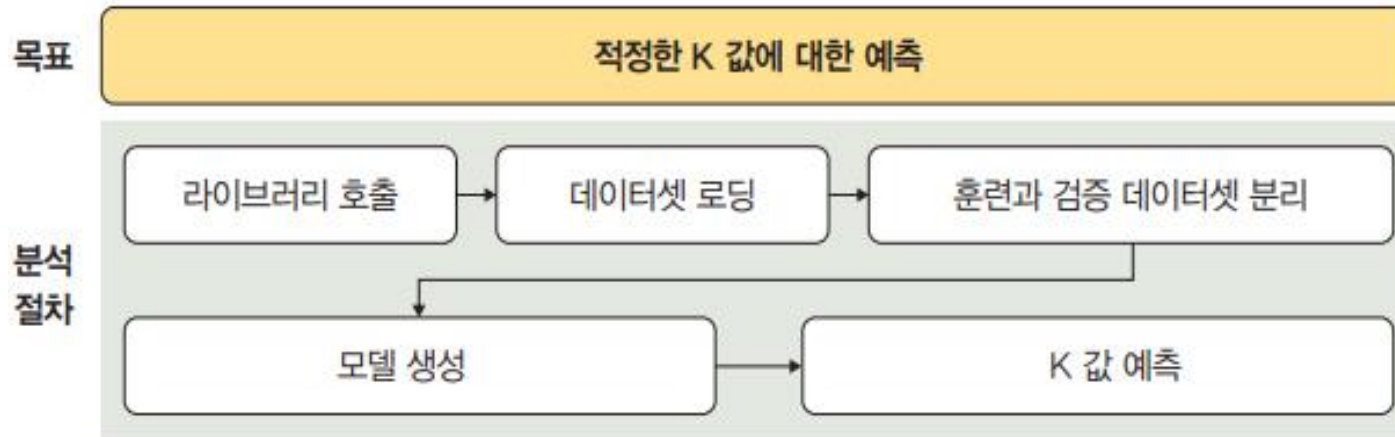 목표
적정한 K 값에 대한 예측
분석
절차
라이브러리 호출
데이터셋 로딩
훈련과 검증 데이터셋 분리
모델 생성
K 값 예측